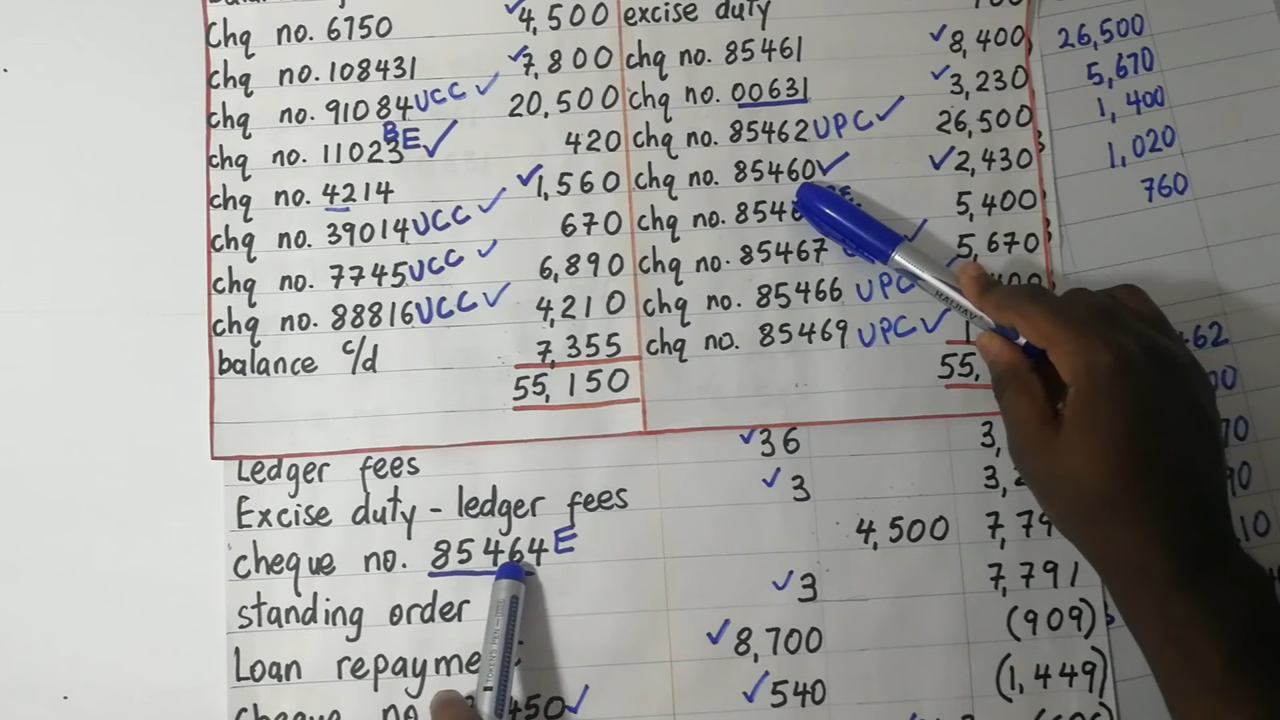 chq no. 6750 ✓4,500 excise duty
chq no. 108431 ✓7,800 chq no. 85461 ✓8,400 26,500
chq no. 91084 UCC ✓ 20,500 chq no. 00631 ✓3,230 5,670
chq no. 11023 BE ✓ 420 chq no. 85462 UPC ✓ 26,500 1,400
chq no. 4214 ✓1,560 chq no. 85460 ✓ ✓2,430 1,020
chq no. 39014 UCC ✓ 670 chq no. 5,400 760
chq no. 7745 UCC ✓ 6,890 chq no. 85467 5,670
chq no. 88816 UCC ✓ 4,210 chq no. 85466 UPC
balance c/d 7,355 chq no. 85469 UPC ✓
55,150
Ledger fees ✓36
Excise duty - ledger fees ✓3
cheque no. 85464 E 4,500
standing order ✓3 7,791
Loan ✓8,700 (909)
cheque ✓540 (1,449)